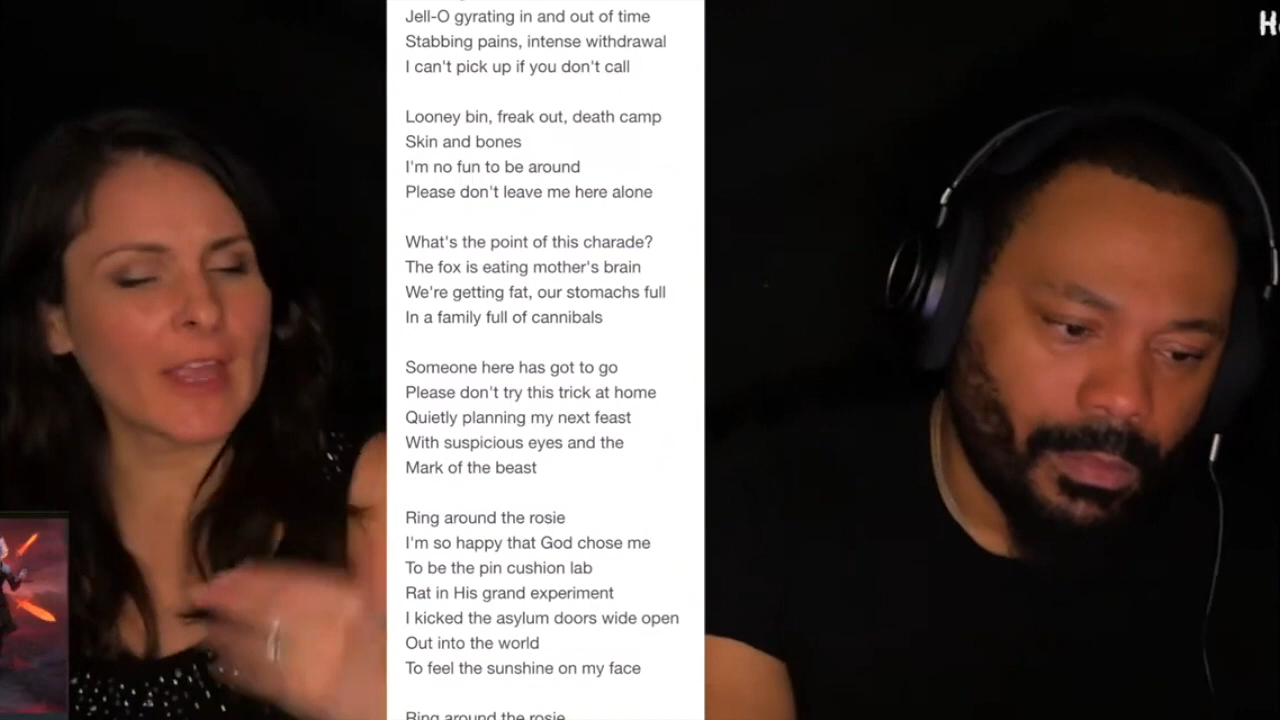 Jell-O gyrating in and out of time
Stabbing pains, intense withdrawal
I can't pick up if you don't call
Looney bin, freak out, death camp
Skin and bones
I'm no fun to be around
Please don't leave me here alone
What's the point of this charade?
The fox is eating mother's brain
We're getting fat, our stomachs full
In a family full of cannibals
Someone here has got to go
Please don't try this trick at home
Quietly planning my next feast
With suspicious eyes and the
Mark of the beast
Ring around the rosie
I'm so happy that God chose me
To be the pin cushion lab
Rat in His grand experiment
I kicked the asylum doors wide open
Out into the world
To feel the sunshine on my face
Ring around the rosie